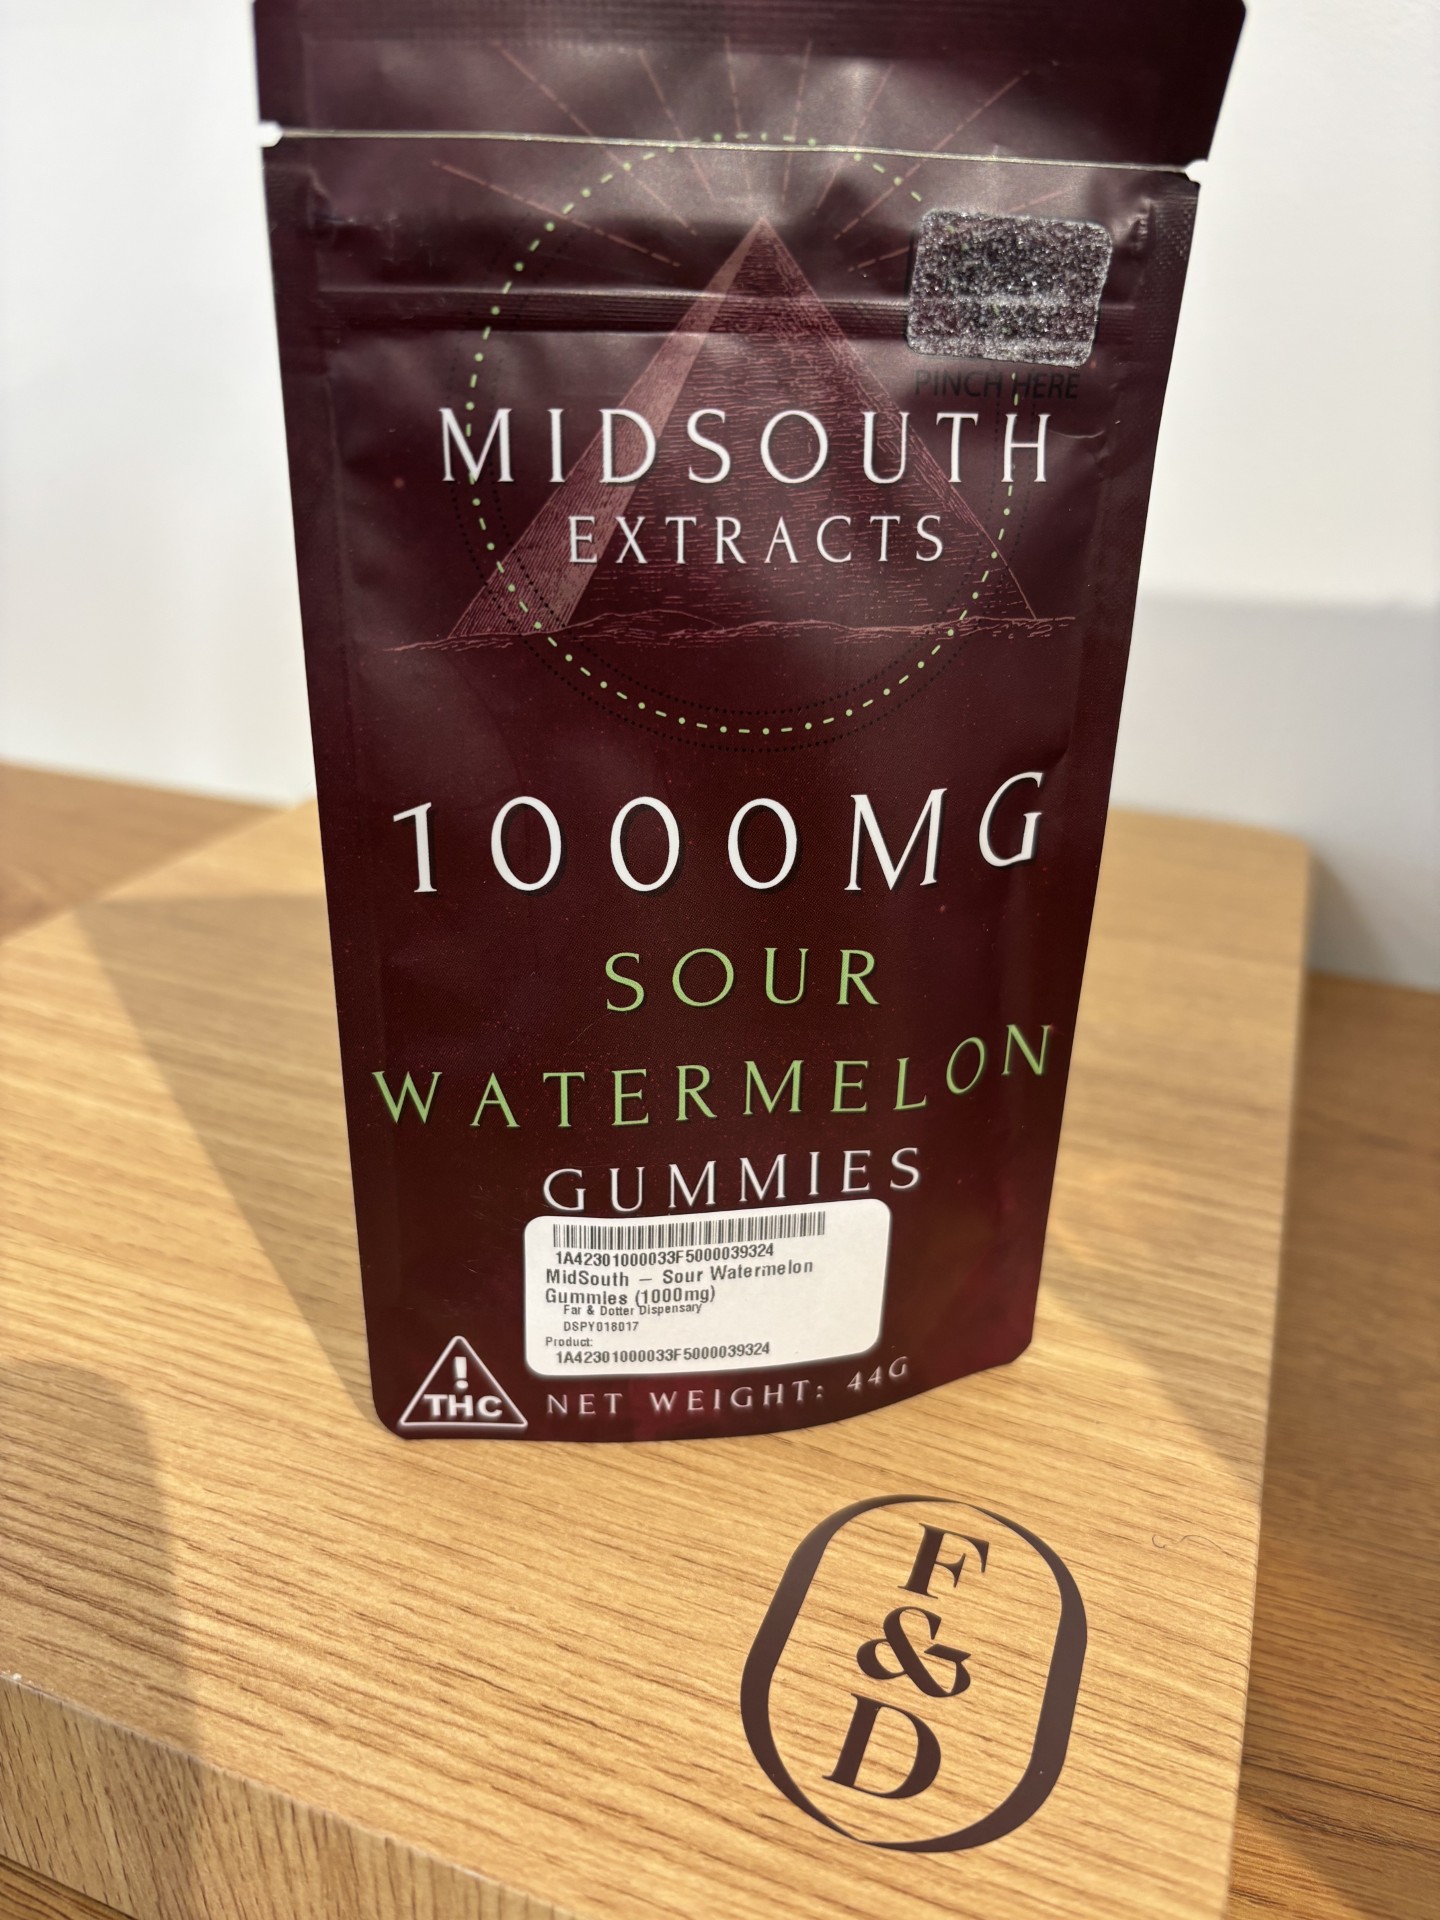 PINCH HERE
MIDSOUTH
EXTRACTS
1000MG
SOUR
WATERMELON
GUMMIES
1A42301000033F5000039324
MidSouth – Sour Watermelon
Gummies (1000mg)
Far & Dotter Dispensary
DSPY018017
Product:
1A42301000033F5000039324
!
THC
NET WEIGHT: 44G
F
&
D